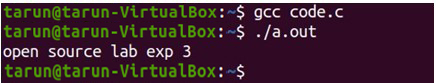 tarun@tarun-VirtualBox:~$ gcc code.c
tarun@tarun-VirtualBox:~$ ./a.out
open source lab exp 3
tarun@tarun-VirtualBox:~$